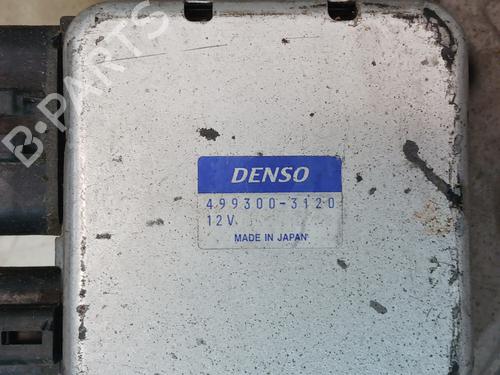 B-PARTS
DENSO
499300-3120
12V
MADE IN JAPAN